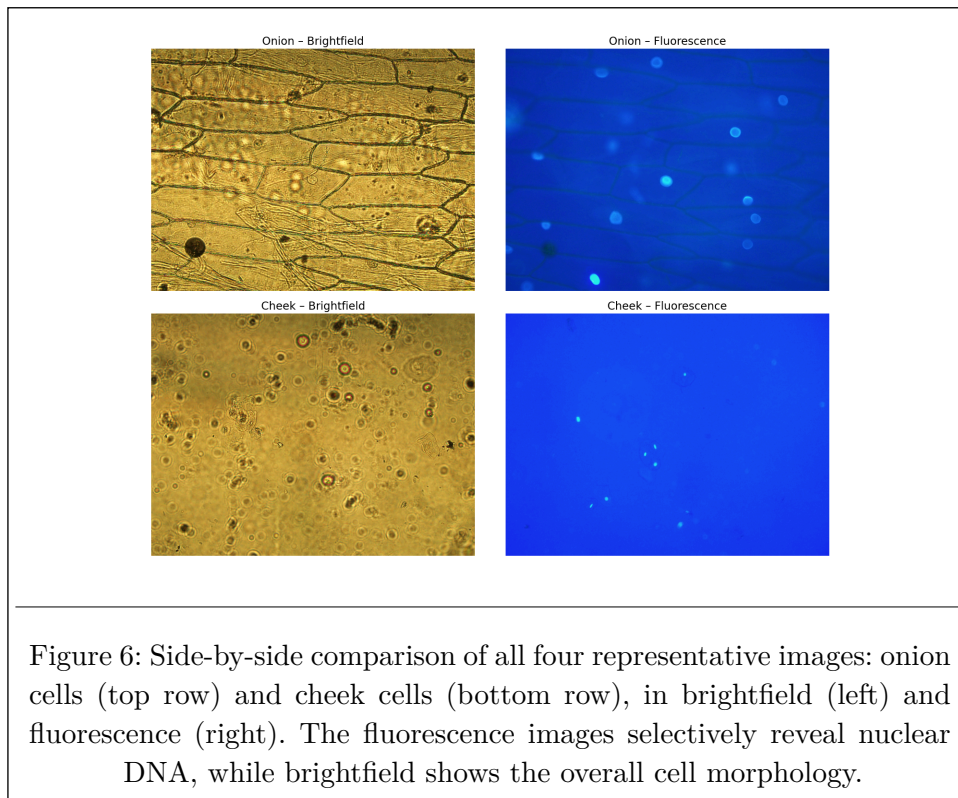 Onion – Brightfield
Onion – Fluorescence
Cheek – Brightfield
Cheek – Fluorescence
Figure 6: Side-by-side comparison of all four representative images: onion
cells (top row) and cheek cells (bottom row), in brightfield (left) and
fluorescence (right). The fluorescence images selectively reveal nuclear
DNA, while brightfield shows the overall cell morphology.